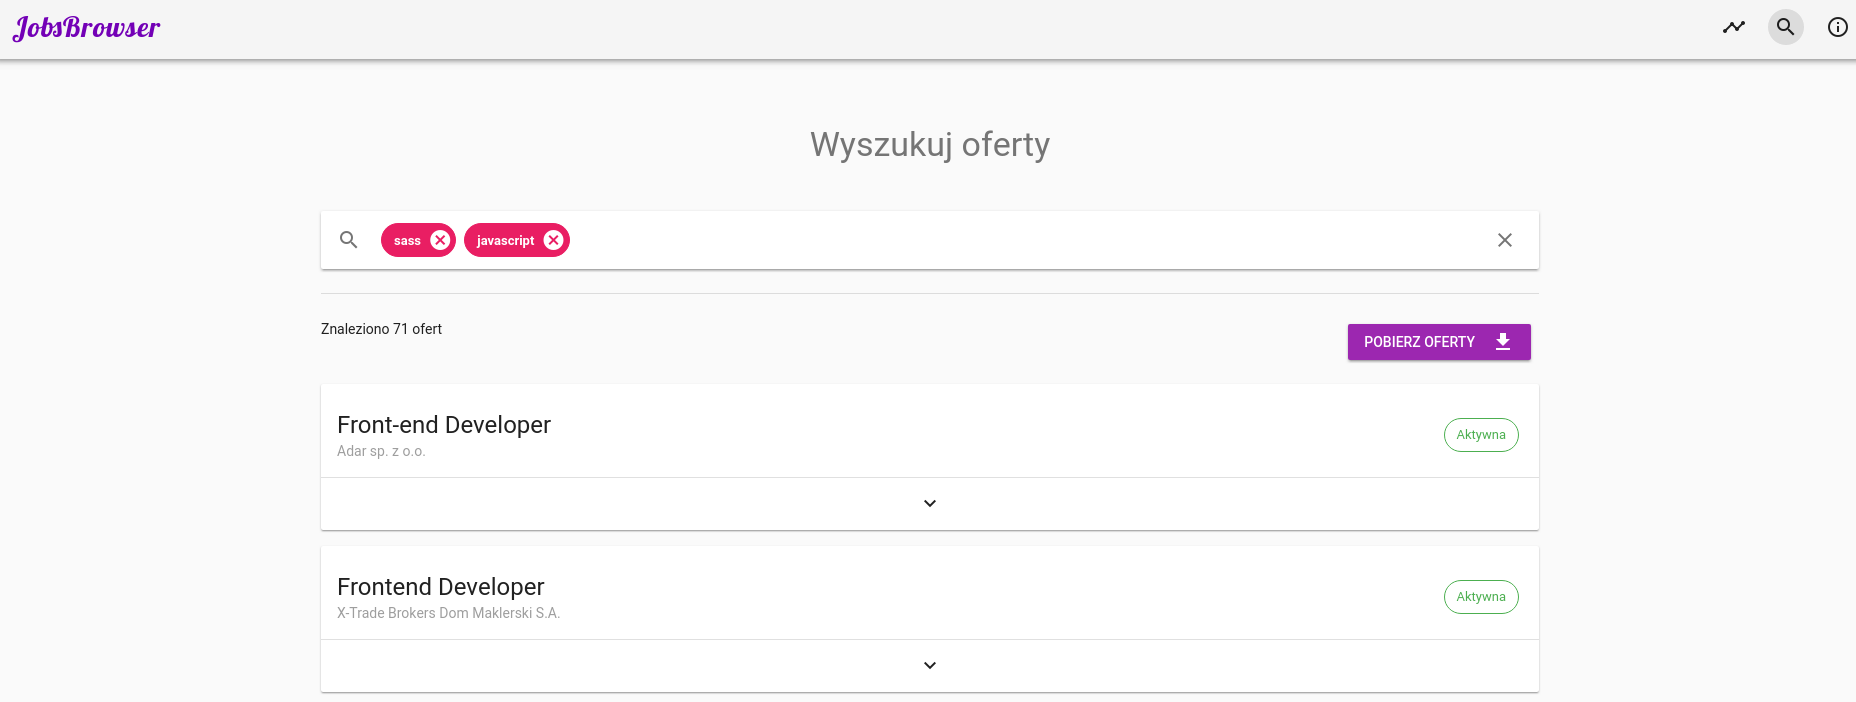 JobsBrowser
Wyszukuj oferty
sass javascript
Znaleziono 71 ofert
POBIERZ OFERTY
Front-end Developer
Adar sp. z o.o.
Aktywna
Frontend Developer
X-Trade Brokers Dom Maklerski S.A.
Aktywna